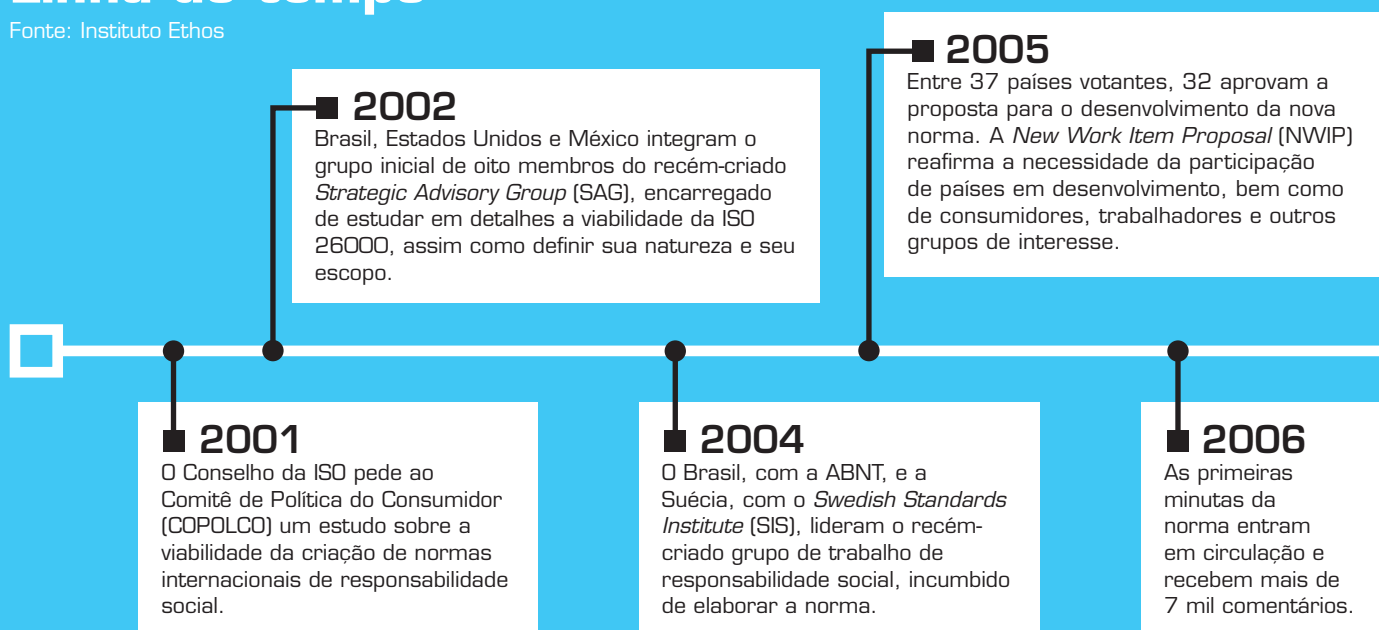 Linha do tempo
Fonte: Instituto Ethos
2001
O Conselho da ISO pede ao
Comitê de Política do Consumidor
(COPOLCO) um estudo sobre a
viabilidade da criação de normas
internacionais de responsabilidade
social.
2002
Brasil, Estados Unidos e México integram o
grupo inicial de oito membros do recém-criado
Strategic Advisory Group (SAG), encarregado
de estudar em detalhes a viabilidade da ISO
26000, assim como definir sua natureza e seu
escopo.
2004
O Brasil, com a ABNT, e a
Suécia, com o Swedish Standards
Institute (SIS), lideram o recém-
criado grupo de trabalho de
responsabilidade social, incumbido
de elaborar a norma.
2005
Entre 37 países votantes, 32 aprovam a
proposta para o desenvolvimento da nova
norma. A New Work Item Proposal (NWIP)
reafirma a necessidade da participação
de países em desenvolvimento, bem como
de consumidores, trabalhadores e outros
grupos de interesse.
2006
As primeiras
minutas da
norma entram
em circulação e
recebem mais de
7 mil comentários.